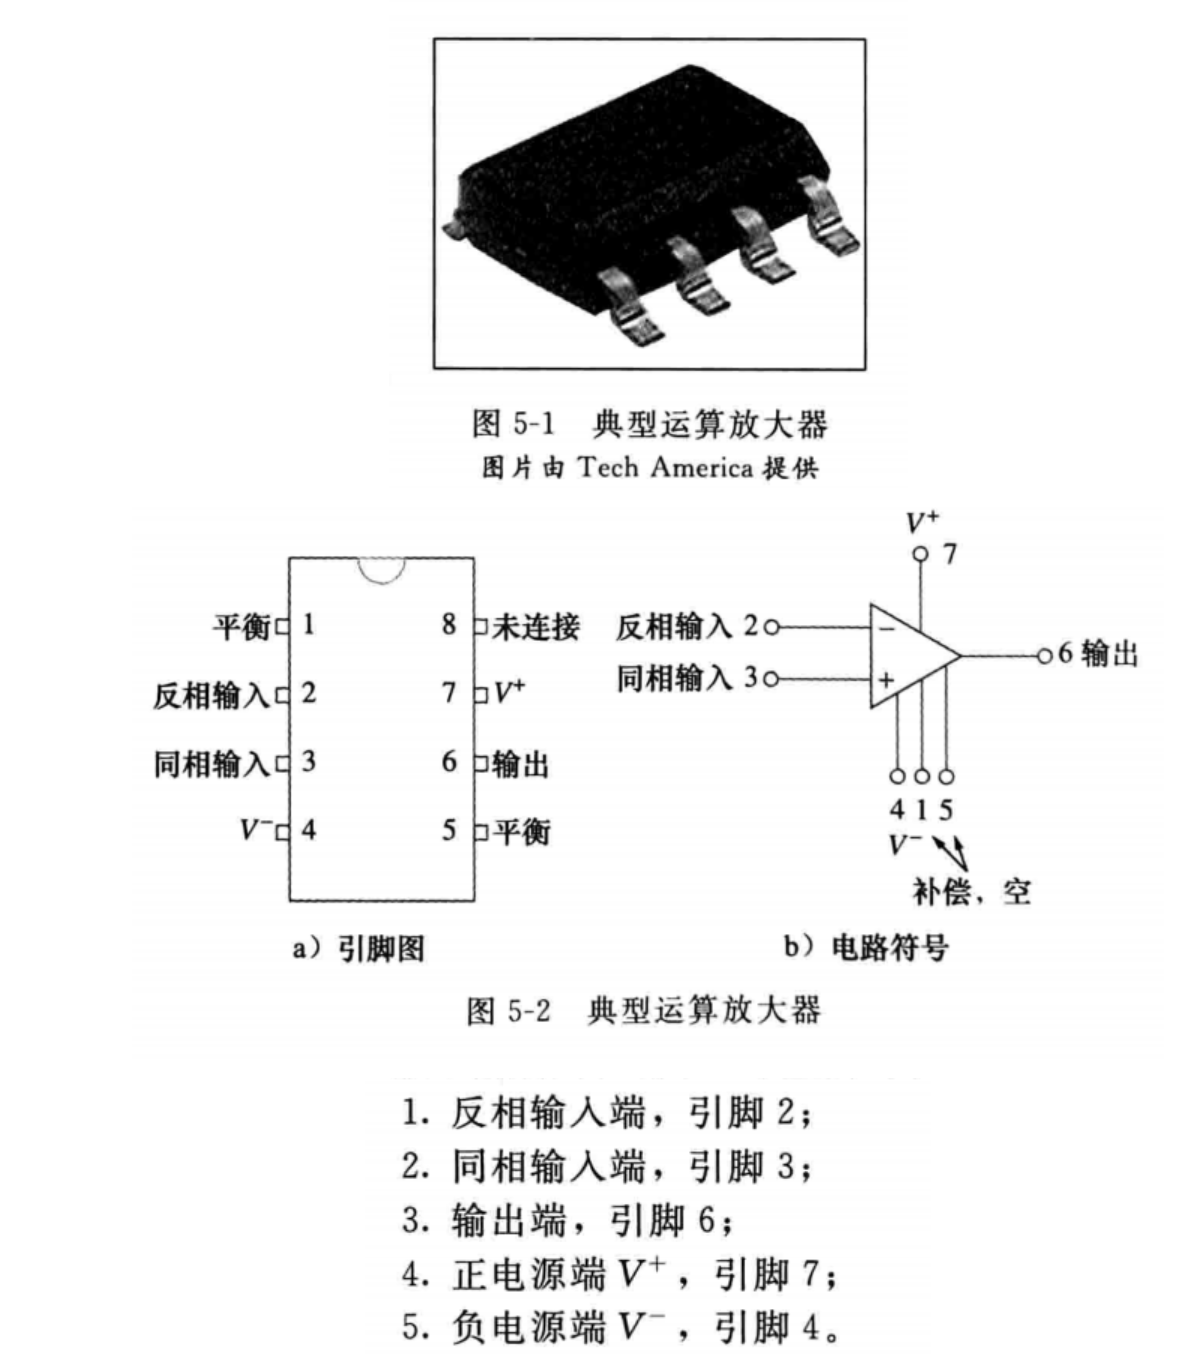 图 5-1 典型运算放大器
图片由 Tech America 提供
平衡 1 8 未连接
反相输入 2 7 V⁺
同相输入 3 6 输出
V⁻ 4 5 平衡
a）引脚图
V⁺
7
反相输入 2
同相输入 3
−
+
6 输出
4 1 5
V⁻
补偿，空
b）电路符号
图 5-2 典型运算放大器
1. 反相输入端，引脚 2；
2. 同相输入端，引脚 3；
3. 输出端，引脚 6；
4. 正电源端 V⁺，引脚 7；
5. 负电源端 V⁻，引脚 4。